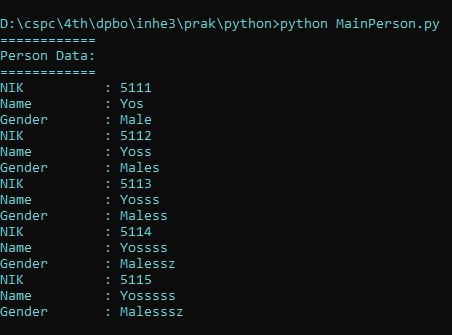 D:\cspc\4th\dpbo\inhe3\prak\python>python MainPerson.py
============
Person Data:
============
NIK          : 5111
Name         : Yos
Gender       : Male
NIK          : 5112
Name         : Yoss
Gender       : Males
NIK          : 5113
Name         : Yosss
Gender       : Maless
NIK          : 5114
Name         : Yossss
Gender       : Malessz
NIK          : 5115
Name         : Yosssss
Gender       : Malesssz